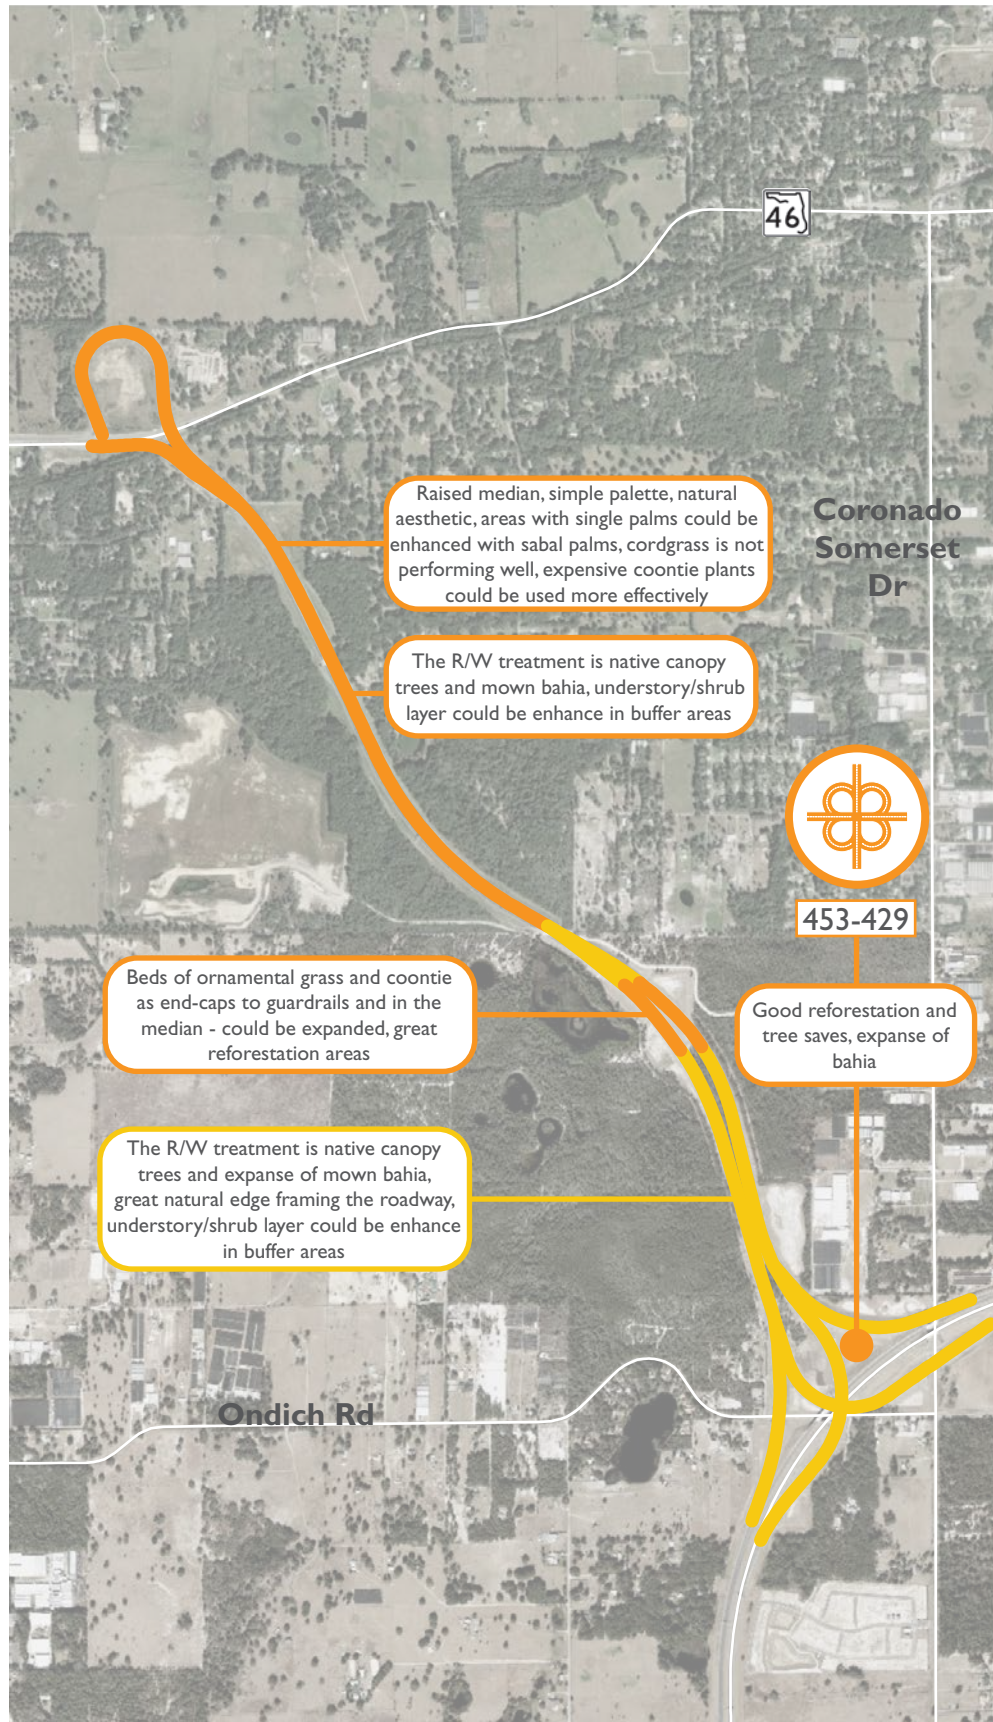 46
Raised median, simple palette, natural
aesthetic, areas with single palms could be
enhanced with sabal palms, cordgrass is not
performing well, expensive coontie plants
could be used more effectively
Coronado
Somerset
Dr
The R/W treatment is native canopy
trees and mown bahia, understory/shrub
layer could be enhance in buffer areas
453-429
Beds of ornamental grass and coontie
as end-caps to guardrails and in the
median - could be expanded, great
reforestation areas
Good reforestation and
tree saves, expanse of
bahia
The R/W treatment is native canopy
trees and expanse of mown bahia,
great natural edge framing the roadway,
understory/shrub layer could be enhance
in buffer areas
Ondich Rd